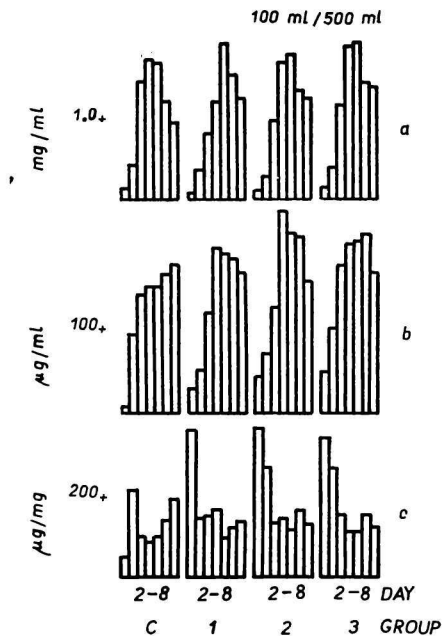 100 ml/500 ml
mg/ml
1.0+
a
µg/ml
100+
b
µg/mg
200+
c
2-8 2-8 2-8 2-8 DAY
C 1 2 3 GROUP